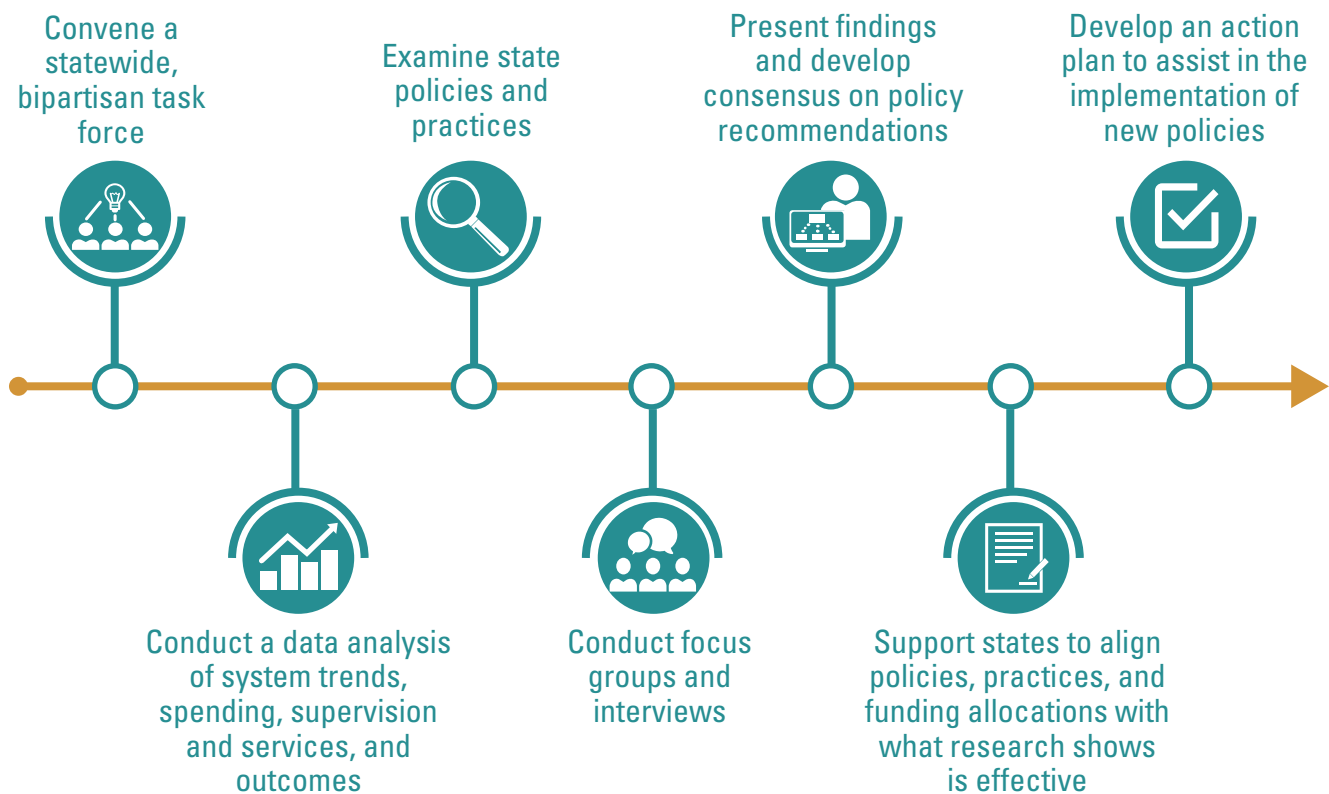 Convene a
statewide,
bipartisan task
force
Conduct a data analysis
of system trends,
spending, supervision
and services, and
outcomes
Examine state
policies and
practices
Conduct focus
groups and
interviews
Present findings
and develop
consensus on policy
recommendations
Support states to align
policies, practices, and
funding allocations with
what research shows
is effective
Develop an action
plan to assist in the
implementation of
new policies